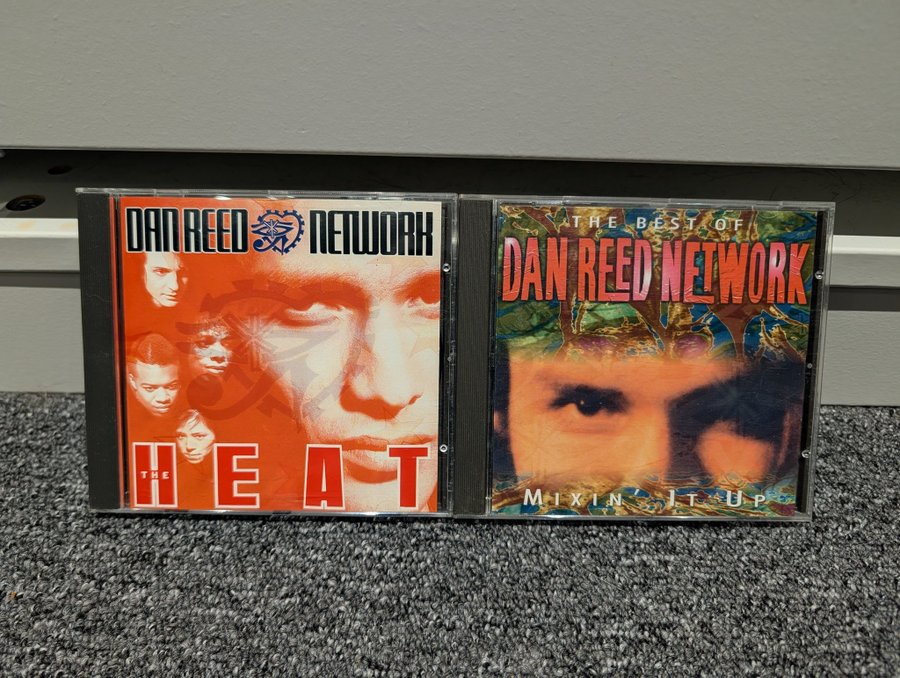 DAN REED NETWORK
THE HEAT
THE BEST OF
DAN REED NETWORK
MIXIN' IT UP